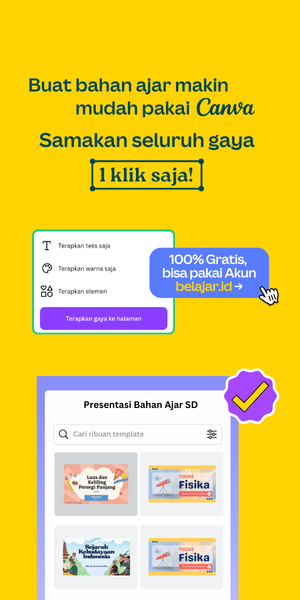 Buat bahan ajar makin
mudah pakai Canva
Samakan seluruh gaya
1 klik saja!
Terapkan teks saja
Terapkan warna saja
Terapkan elemen
Terapkan gaya ke halaman
100% Gratis,
bisa pakai Akun
belajar.id →
Presentasi Bahan Ajar SD
Cari ribuan template
Luas dan
Keliling
Persegi Panjang
TUGAS
Fisika
Sejarah
Kebudayaan
Indonesia
TUGAS
Fisika